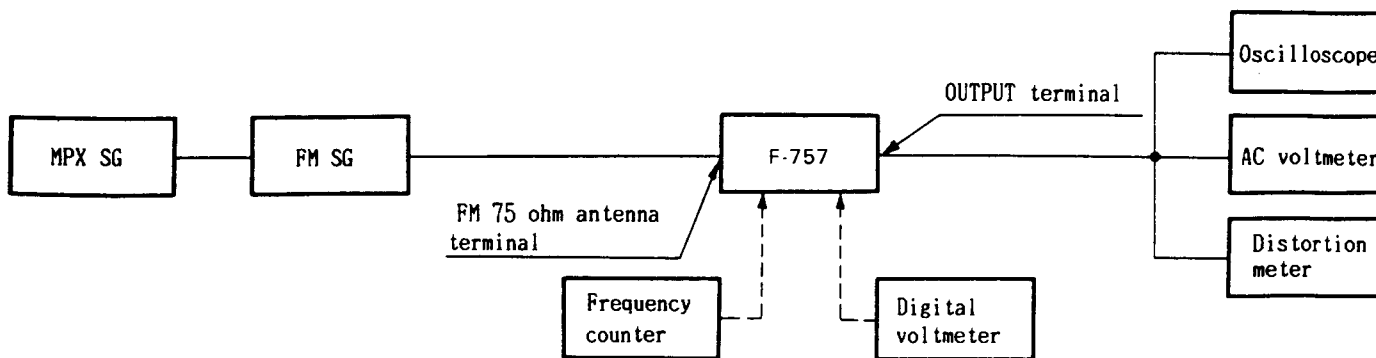 MPX SG
FM SG
FM 75 ohm antenna
terminal
F-757
OUTPUT terminal
Oscilloscope
AC voltmeter
Distortion
meter
Frequency
counter
Digital
voltmeter